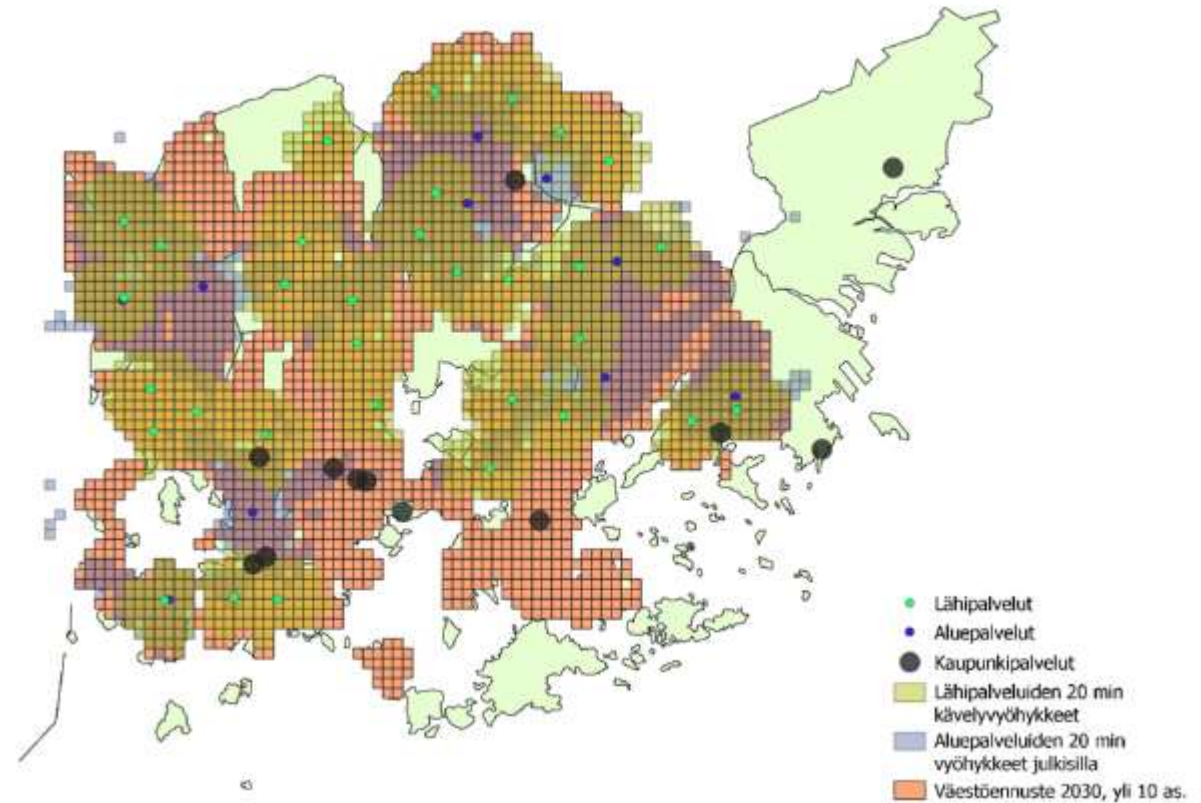 Lähipalvelut
Aluepalvelut
Kaupunkipalvelut
Lähipalveluiden 20 min
kävelyvyöhykkeet
Aluepalveluiden 20 min
vyöhykkeet julkisilla
Väestöennuste 2030, yli 10 as.